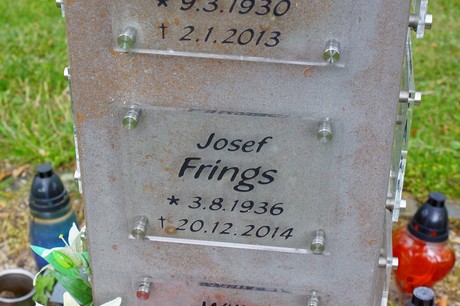 * 9.3.1930
† 2.1.2013
Josef
Frings
* 3.8.1936
† 20.12.2014